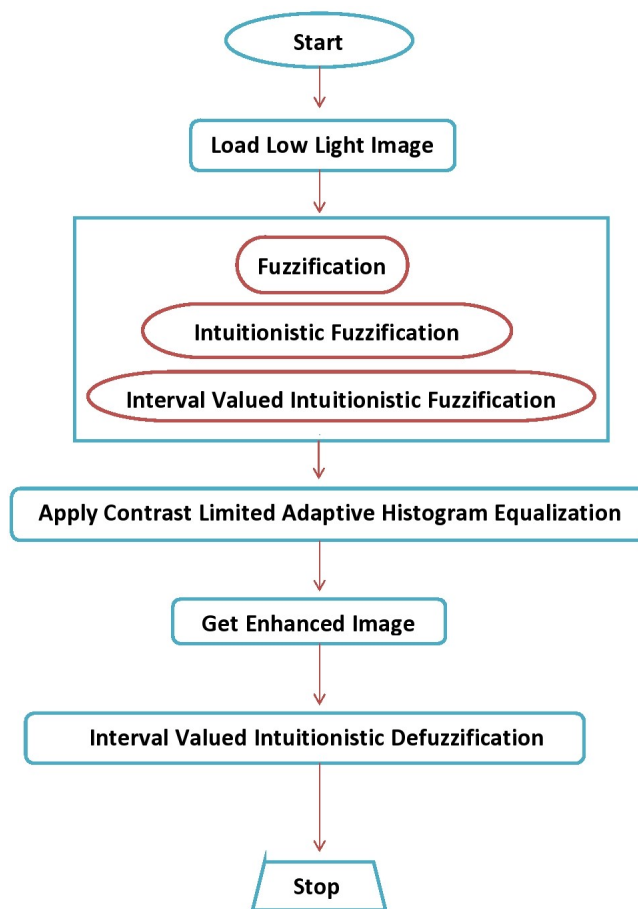 Start
Load Low Light Image
Fuzzification
Intuitionistic Fuzzification
Interval Valued Intuitionistic Fuzzification
Apply Contrast Limited Adaptive Histogram Equalization
Get Enhanced Image
Interval Valued Intuitionistic Defuzzification
Stop